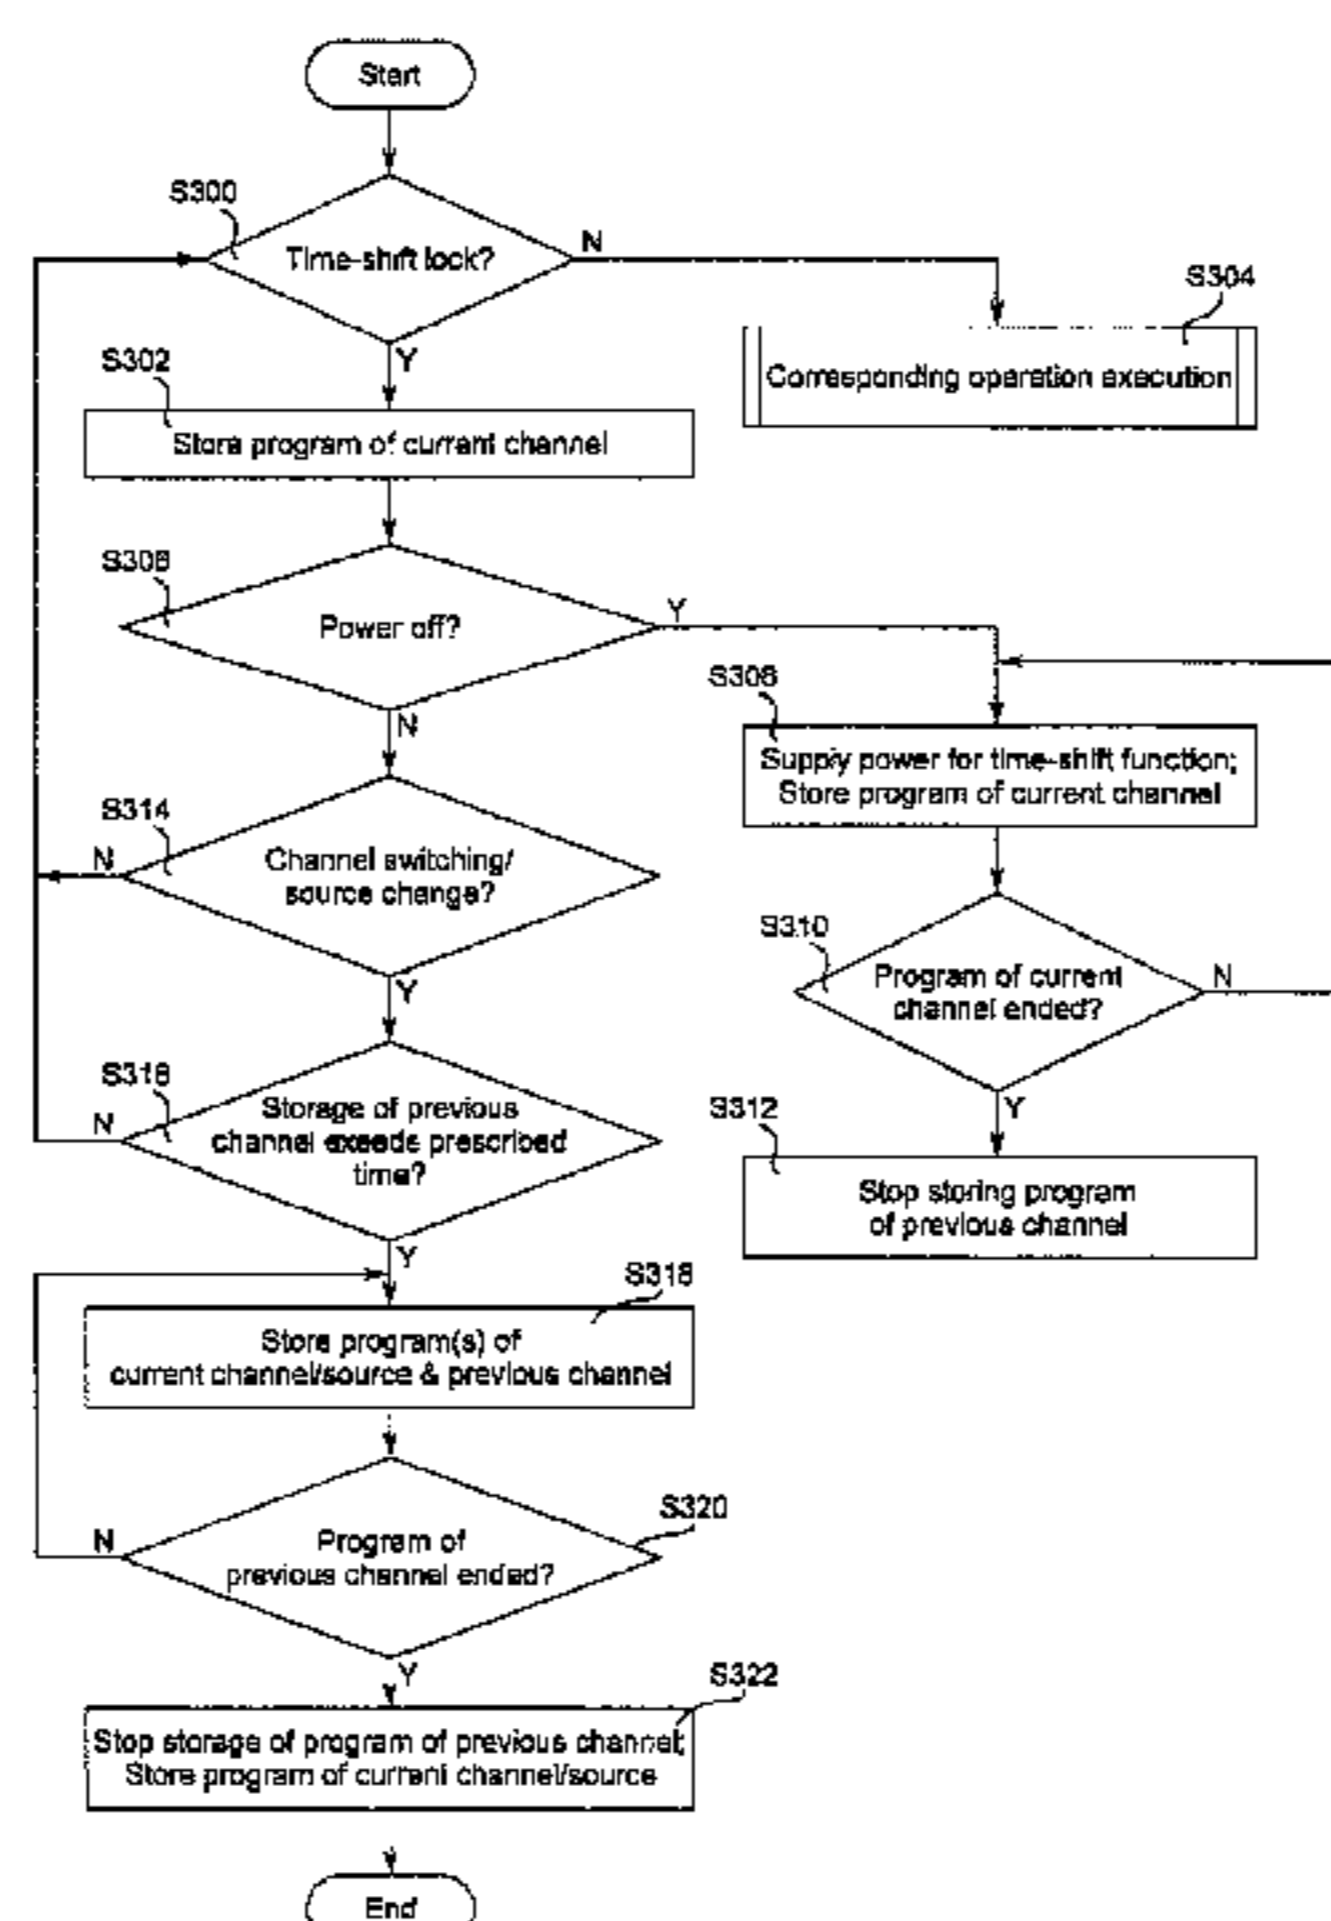 Start
S300
Time-shift lock?
N
S304
Corresponding operation execution
Y
S302
Store program of current channel
S306
Power off?
Y
N
S308
Supply power for time-shift function;
Store program of current channel
S314
N
Channel switching/
source change?
Y
S310
Program of current
channel ended?
N
Y
S316
N
Storage of previous
channel exeeds prescribed
time?
Y
S312
Stop storing program
of previous channel
S318
Store program(s) of
current channel/source & previous channel
S320
N
Program of
previous channel ended?
Y
S322
Stop storage of program of previous channel;
Store program of current channel/source
End